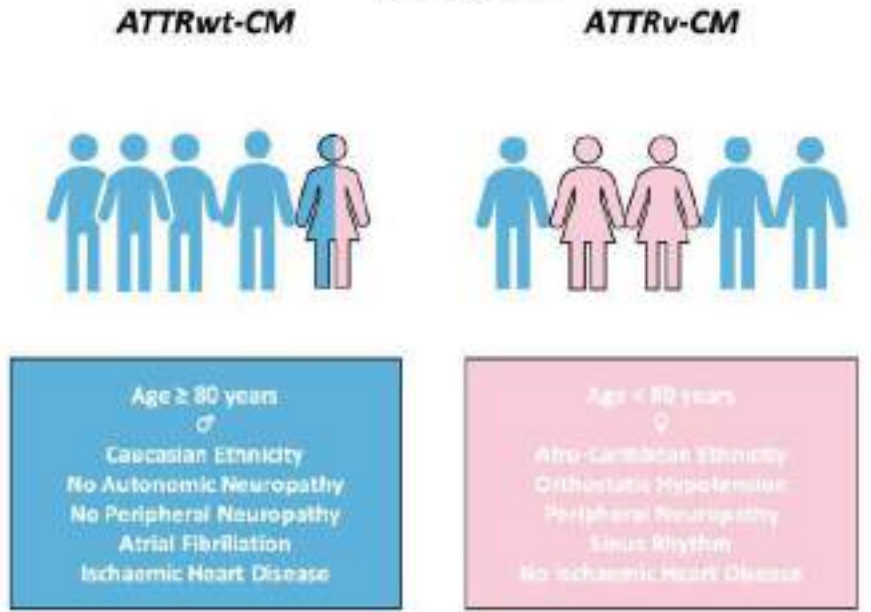 ATTRwt-CM
ATTRv-CM
Age ≥ 80 years
♂
Caucasian Ethnicity
No Autonomic Neuropathy
No Peripheral Neuropathy
Atrial Fibrillation
Ischaemic Heart Disease
Age < 80 years
♀
Afro-Caribbean Ethnicity
Orthostatic Hypotension
Peripheral Neuropathy
Sinus Rhythm
No Ischaemic Heart Disease